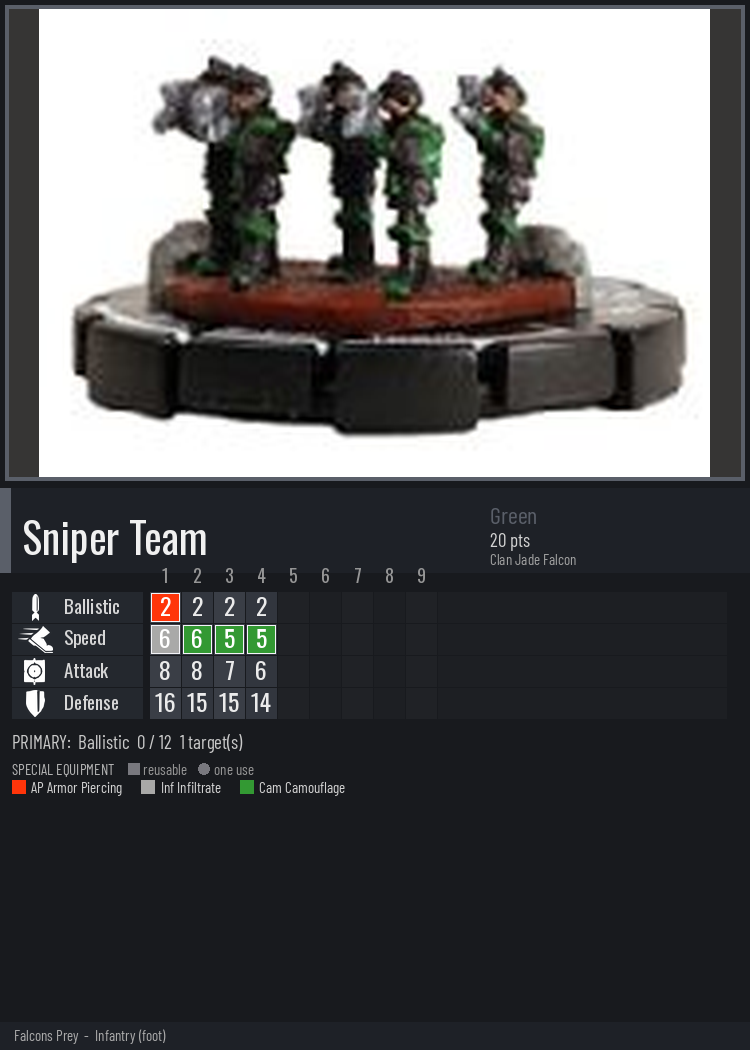 Sniper Team
Green
20 pts
Clan Jade Falcon
1 2 3 4 5 6 7 8 9
Ballistic 2 2 2 2
Speed 6 6 5 5
Attack 8 8 7 6
Defense 16 15 15 14
PRIMARY: Ballistic 0 / 12 1 target(s)
SPECIAL EQUIPMENT reusable one use
AP Armor Piercing Inf Infiltrate Cam Camouflage
Falcons Prey - Infantry (foot)